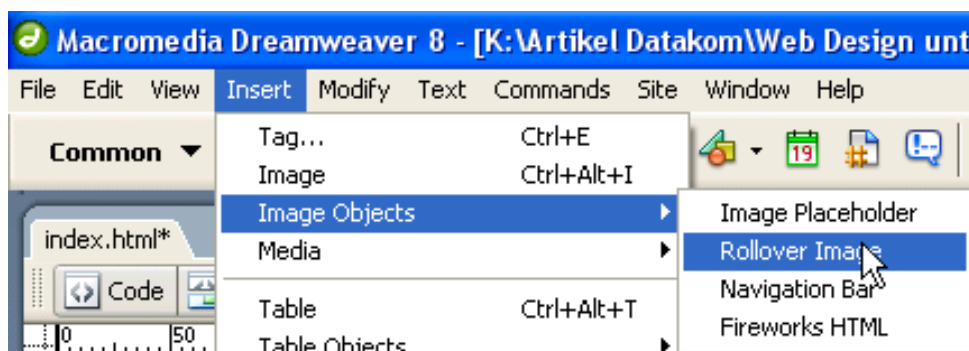 Macromedia Dreamweaver 8 - [K:\Artikel Datakom\Web Design unt
File Edit View Insert Modify Text Commands Site Window Help
Common
Tag... Ctrl+E
Image Ctrl+Alt+I
Image Objects
Media
Table Ctrl+Alt+T
Table Objects
Image Placeholder
Rollover Image
Navigation Bar
Fireworks HTML
19
index.html*
Code
0 50